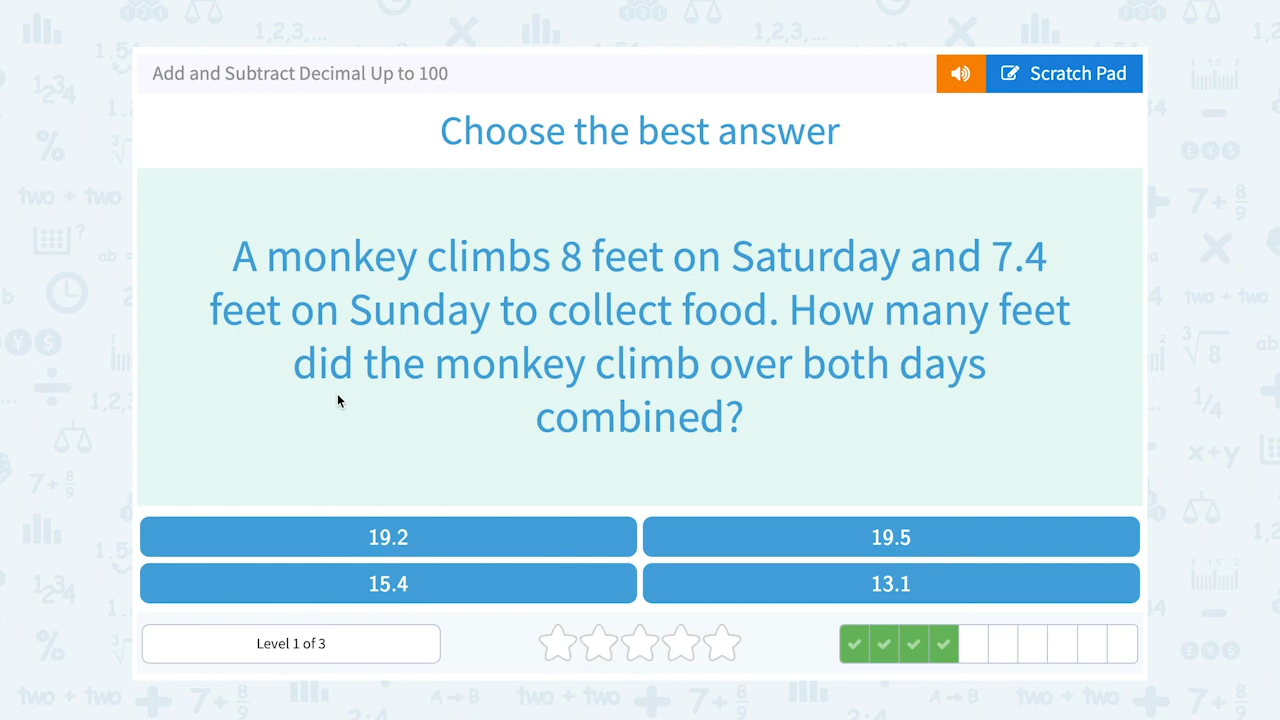 Add and Subtract Decimal Up to 100
Scratch Pad
Choose the best answer
A monkey climbs 8 feet on Saturday and 7.4
feet on Sunday to collect food. How many feet
did the monkey climb over both days
combined?
19.2
19.5
15.4
13.1
Level 1 of 3